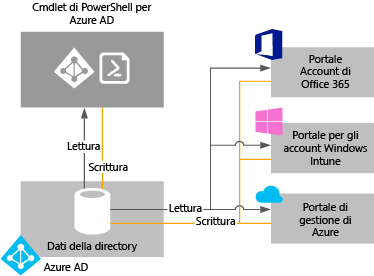 Cmdlet di PowerShell per
Azure AD
Lettura
Scrittura
Dati della directory
Azure AD
Lettura
Scrittura
Portale
Account di
Office 365
Portale per gli
account Windows
Intune
Portale di
gestione di
Azure